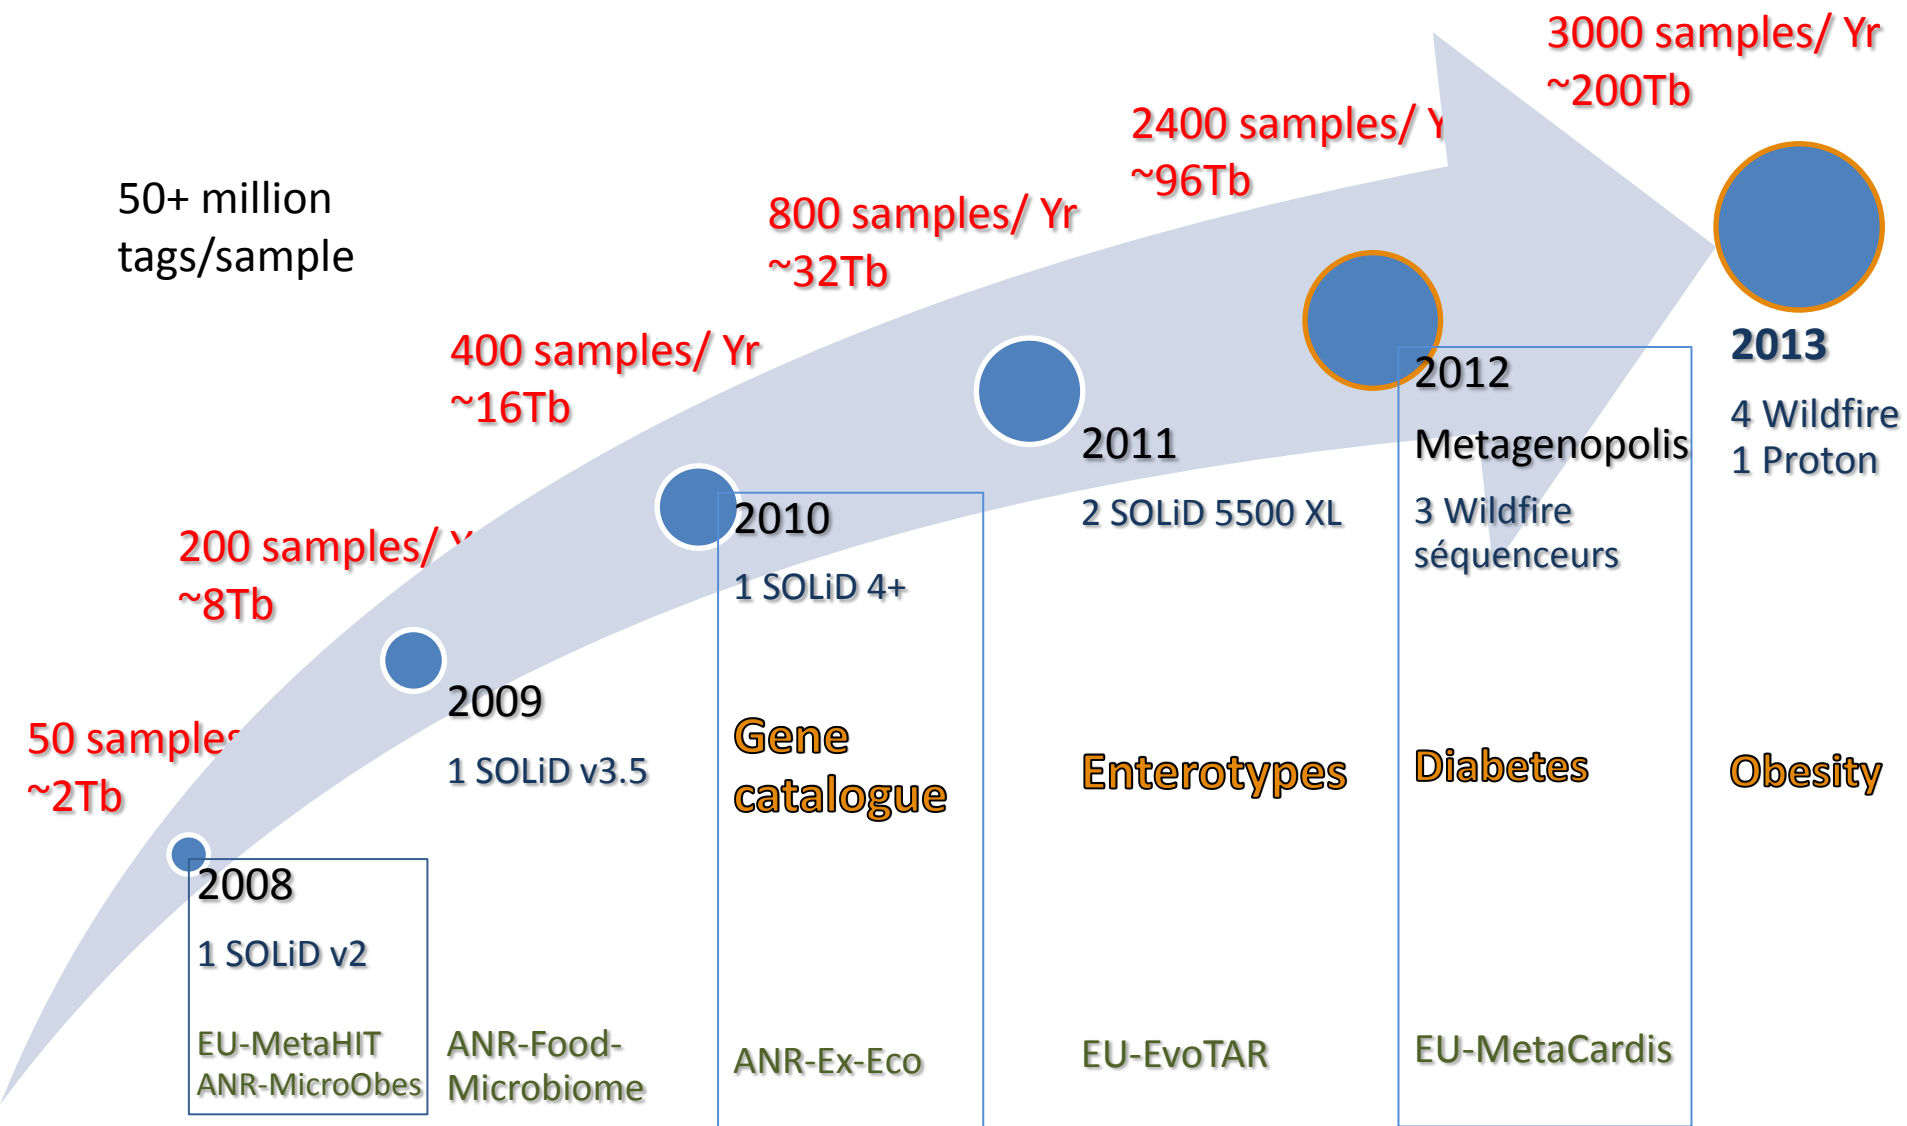 3000 samples/ Yr
~200Tb
2400 samples/ Y
~96Tb
50+ million
tags/sample
800 samples/ Yr
~32Tb
400 samples/ Yr
~16Tb
200 samples/ Y
~8Tb
50 samples
~2Tb
2008
1 SOLiD v2
EU-MetaHIT
ANR-MicroObes
2009
1 SOLiD v3.5
ANR-Food-
Microbiome
2010
1 SOLiD 4+
Gene
catalogue
ANR-Ex-Eco
2011
2 SOLiD 5500 XL
Enterotypes
EU-EvoTAR
2012
Metagenopolis
3 Wildfire
séquenceurs
Diabetes
EU-MetaCardis
2013
4 Wildfire
1 Proton
Obesity